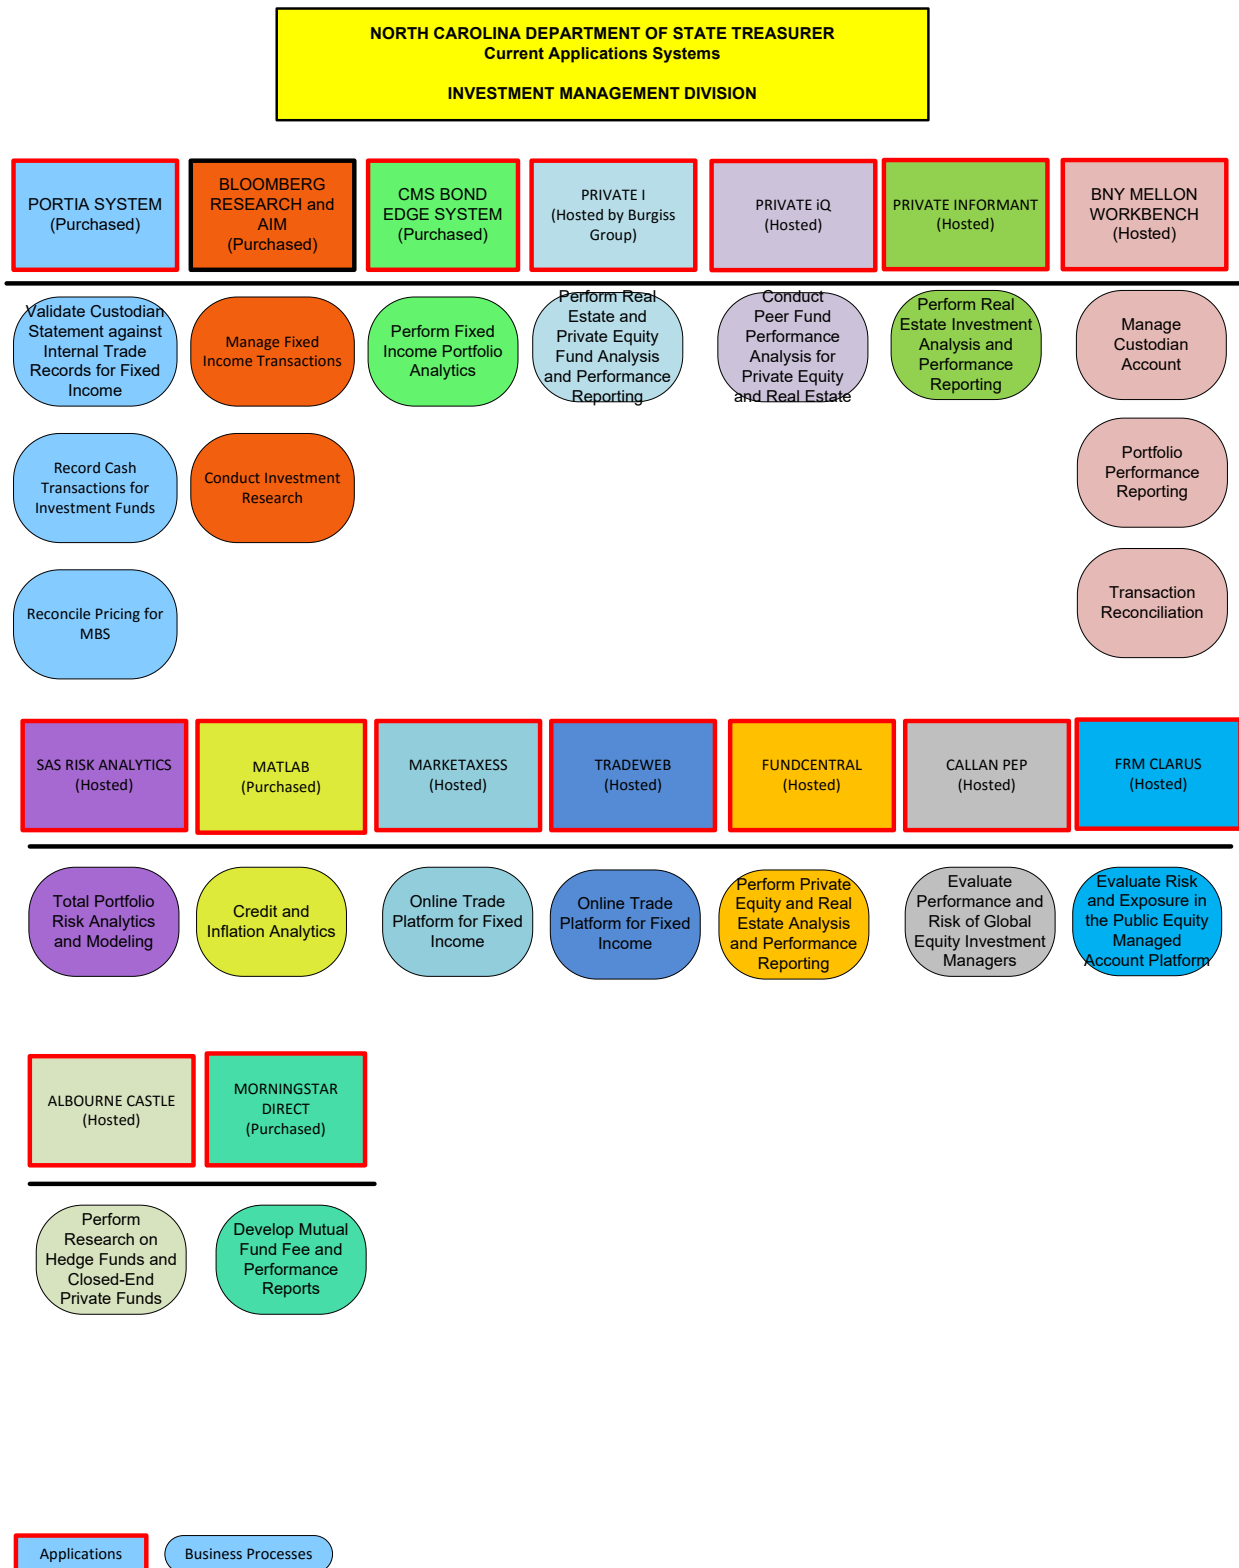 NORTH CAROLINA DEPARTMENT OF STATE TREASURER
Current Applications Systems
INVESTMENT MANAGEMENT DIVISION
PORTIA SYSTEM
(Purchased)
BLOOMBERG
RESEARCH and
AIM
(Purchased)
CMS BOND
EDGE SYSTEM
(Purchased)
PRIVATE I
(Hosted by Burgiss
Group)
PRIVATE iQ
(Hosted)
PRIVATE INFORMANT
(Hosted)
BNY MELLON
WORKBENCH
(Hosted)
Validate Custodian
Statement against
Internal Trade
Records for Fixed
Income
Manage Fixed
Income Transactions
Perform Fixed
Income Portfolio
Analytics
Perform Real
Estate and
Private Equity
Fund Analysis
and Performance
Reporting
Conduct
Peer Fund
Performance
Analysis for
Private Equity
and Real Estate
Perform Real
Estate Investment
Analysis and
Performance
Reporting
Manage
Custodian
Account
Record Cash
Transactions for
Investment Funds
Conduct Investment
Research
Portfolio
Performance
Reporting
Reconcile Pricing for
MBS
Transaction
Reconciliation
SAS RISK ANALYTICS
(Hosted)
MATLAB
(Purchased)
MARKETAXESS
(Hosted)
TRADEWEB
(Hosted)
FUNDCENTRAL
(Hosted)
CALLAN PEP
(Hosted)
FRM CLARUS
(Hosted)
Total Portfolio
Risk Analytics
and Modeling
Credit and
Inflation Analytics
Online Trade
Platform for Fixed
Income
Online Trade
Platform for Fixed
Income
Perform Private
Equity and Real
Estate Analysis
and Performance
Reporting
Evaluate
Performance and
Risk of Global
Equity Investment
Managers
Evaluate Risk
and Exposure in
the Public Equity
Managed
Account Platform
ALBOURNE CASTLE
(Hosted)
MORNINGSTAR
DIRECT
(Purchased)
Perform
Research on
Hedge Funds and
Closed-End
Private Funds
Develop Mutual
Fund Fee and
Performance
Reports
Applications
Business Processes